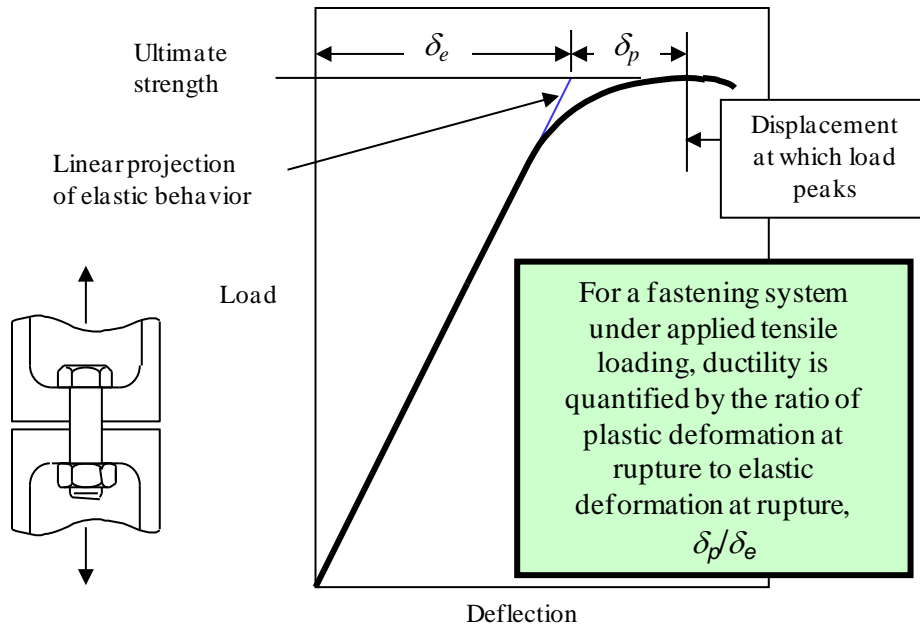 Ultimate
strength
δe
δp
Linear projection
of elastic behavior
Displacement
at which load
peaks
Load
For a fastening system
under applied tensile
loading, ductility is
quantified by the ratio of
plastic deformation at
rupture to elastic
deformation at rupture,
δp/δe
Deflection